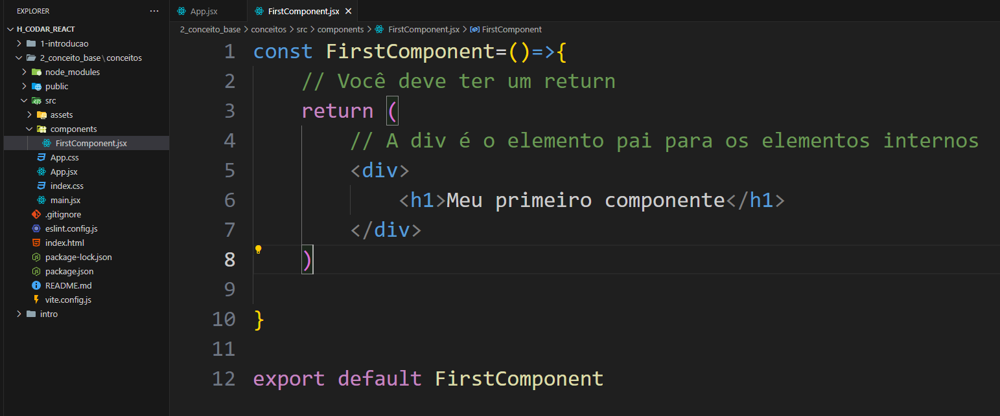 EXPLORER
H_CODAR_REACT
1-introducao
2_conceito_base\conceitos
node_modules
public
src
assets
components
FirstComponent.jsx
App.css
App.jsx
index.css
main.jsx
.gitignore
eslint.config.js
index.html
package-lock.json
package.json
README.md
vite.config.js
intro
App.jsx FirstComponent.jsx
2_conceito_base > conceitos > src > components > FirstComponent.jsx > FirstComponent
1 const FirstComponent=()=>{
2 // Você deve ter um return
3 return (
4 // A div é o elemento pai para os elementos internos
5 <div>
6 <h1>Meu primeiro componente</h1>
7 </div>
8 )
9
10 }
11
12 export default FirstComponent